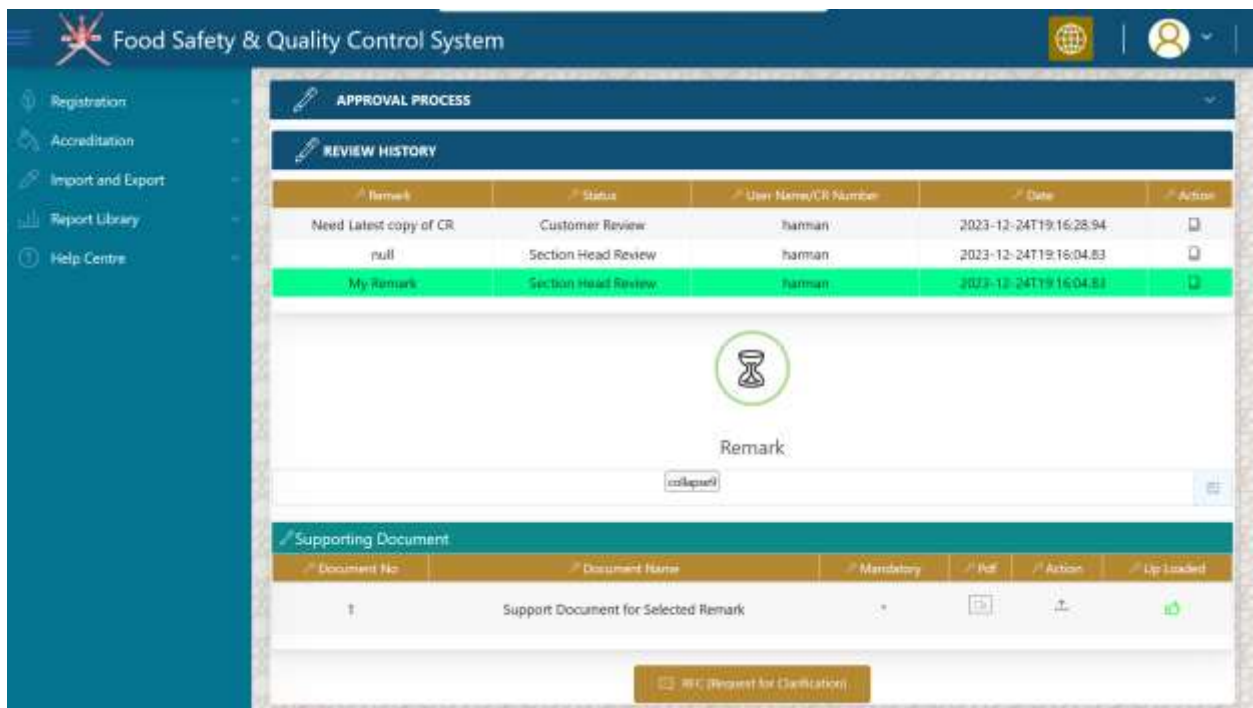 Food Safety & Quality Control System
Registration
Accreditation
Import and Export
Report Library
Help Centre
APPROVAL PROCESS
REVIEW HISTORY
Remark Status User Name/CR Number Date Action
Need Latest copy of CR Customer Review harman 2023-12-24T19:16:28.94
null Section Head Review harman 2023-12-24T19:16:04.83
My Remark Section Head Review harman 2023-12-24T19:16:04.83
Remark
collapse9
Supporting Document
Document No Document Name Mandatory Pdf Action Up Loaded
1 Support Document for Selected Remark *
RFC (Request for Clarification)